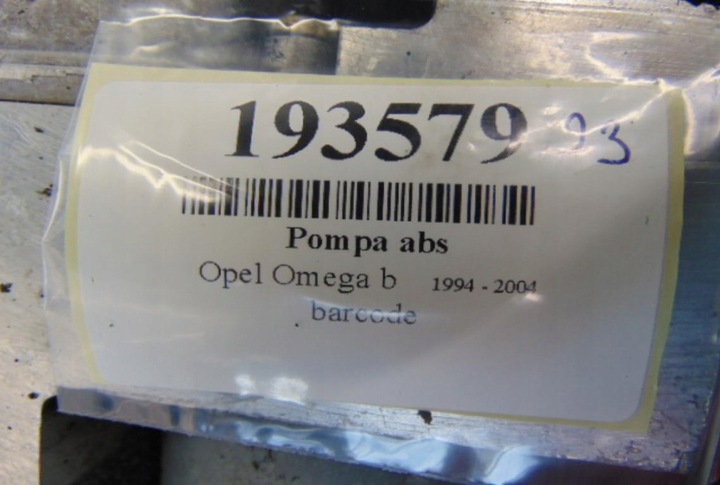 193579 93
Pompa abs
Opel Omega b 1994 - 2004
barcode